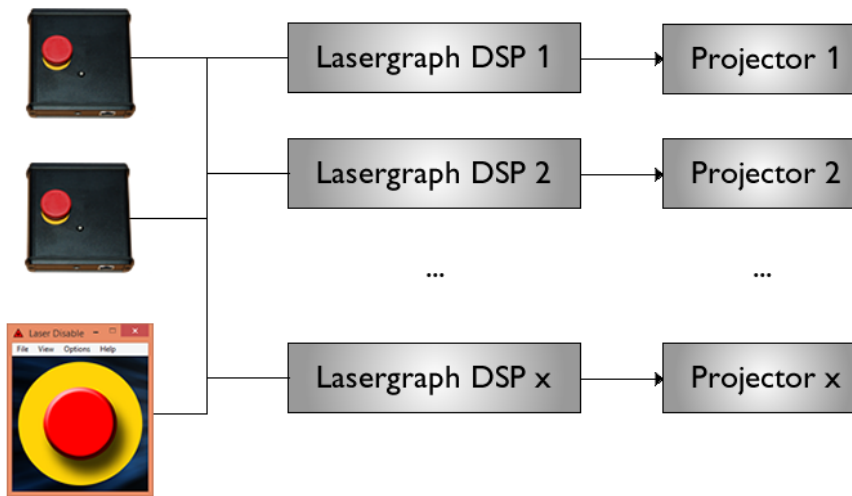 Lasergraph DSP 1
Projector 1
Lasergraph DSP 2
Projector 2
...
...
Laser Disable
File View Options Help
Lasergraph DSP x
Projector x